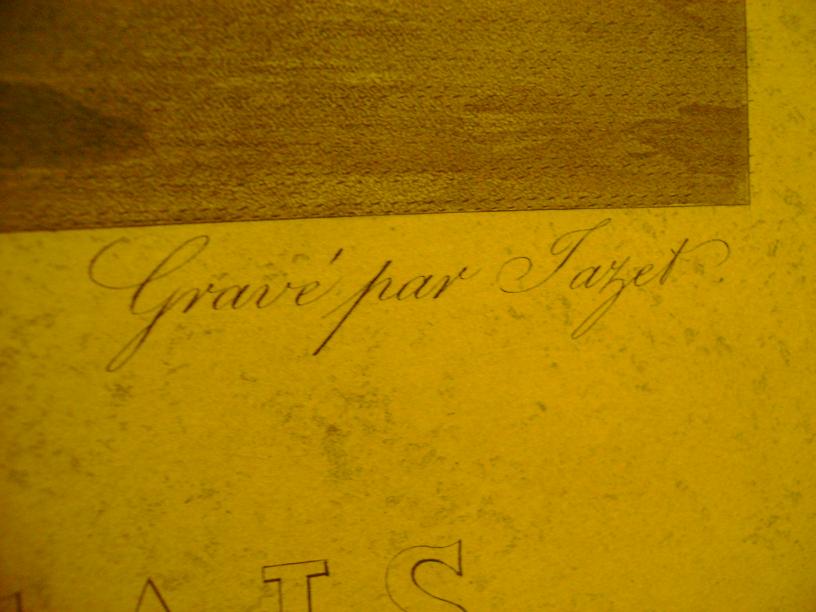 Gravé par Jazet.
AIS